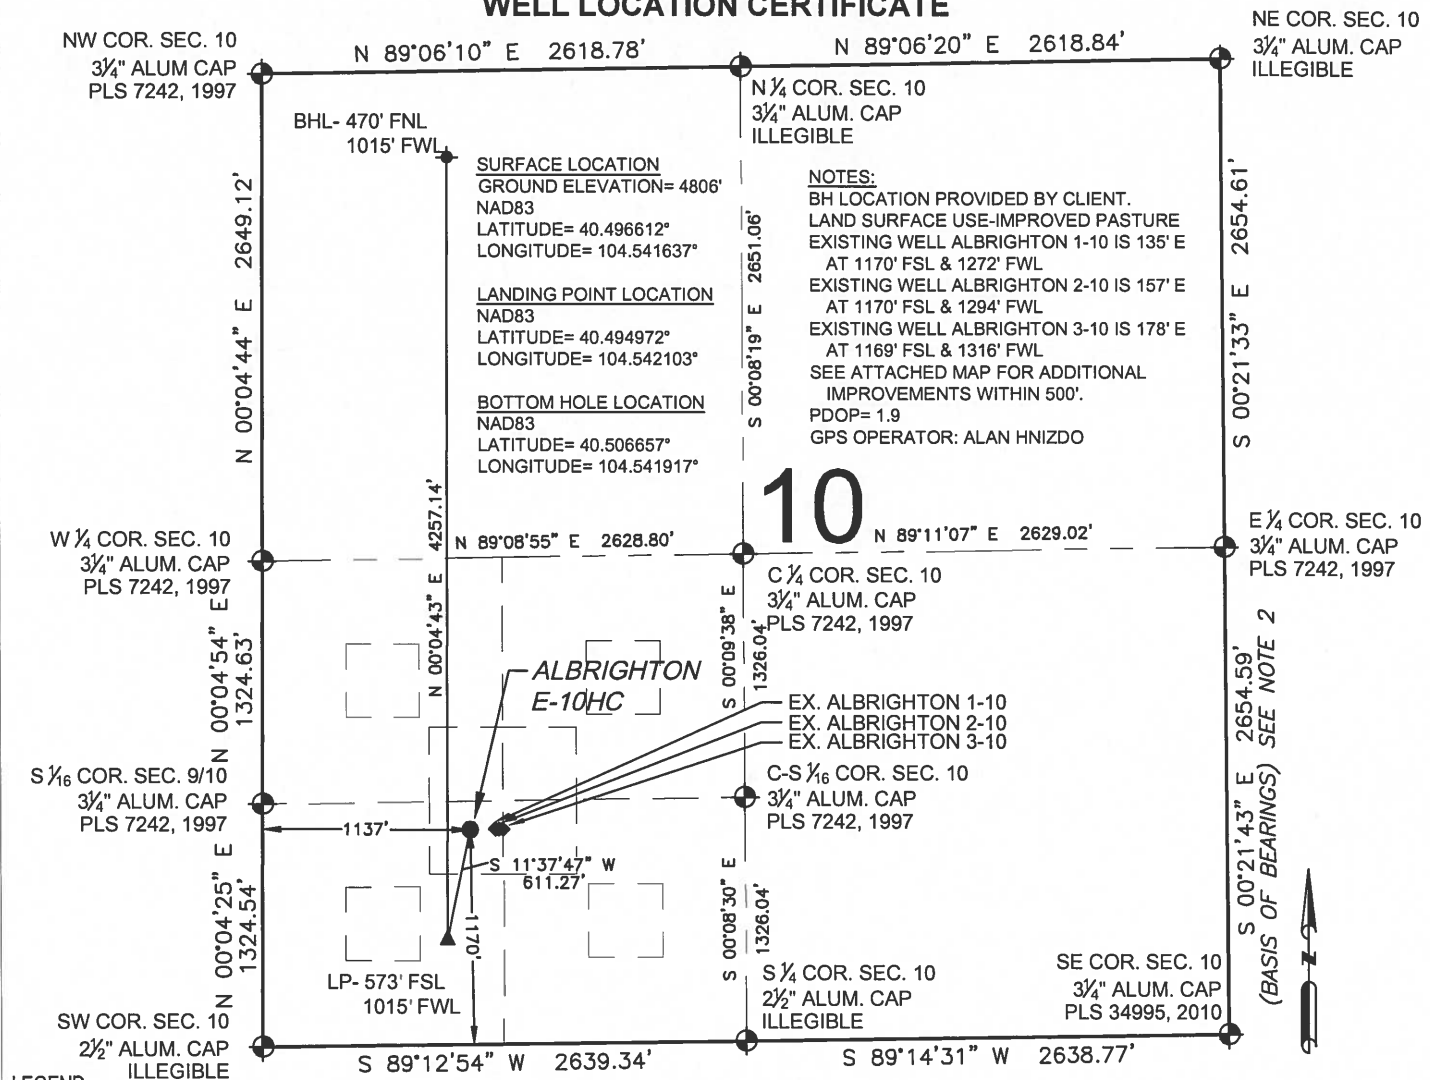 WELL LOCATION CERTIFICATE
NW COR. SEC. 10
3¼" ALUM CAP
PLS 7242, 1997
N 89°06'10" E 2618.78'
N 89°06'20" E 2618.84'
NE COR. SEC. 10
3¼" ALUM. CAP
ILLEGIBLE
N ¼ COR. SEC. 10
3¼" ALUM. CAP
ILLEGIBLE
BHL- 470' FNL
1015' FWL
SURFACE LOCATION
GROUND ELEVATION= 4806'
NAD83
LATITUDE= 40.496612°
LONGITUDE= 104.541637°
LANDING POINT LOCATION
NAD83
LATITUDE= 40.494972°
LONGITUDE= 104.542103°
BOTTOM HOLE LOCATION
NAD83
LATITUDE= 40.506657°
LONGITUDE= 104.541917°
NOTES:
BH LOCATION PROVIDED BY CLIENT.
LAND SURFACE USE-IMPROVED PASTURE
EXISTING WELL ALBRIGHTON 1-10 IS 135' E
AT 1170' FSL & 1272' FWL
EXISTING WELL ALBRIGHTON 2-10 IS 157' E
AT 1170' FSL & 1294' FWL
EXISTING WELL ALBRIGHTON 3-10 IS 178' E
AT 1169' FSL & 1316' FWL
SEE ATTACHED MAP FOR ADDITIONAL
IMPROVEMENTS WITHIN 500'.
PDOP= 1.9
GPS OPERATOR: ALAN HNIZDO
N 00°04'44" E 2649.12'
S 00°08'19" E 2651.06'
S 00°21'33" E 2654.61'
10
W ¼ COR. SEC. 10
3¼" ALUM. CAP
PLS 7242, 1997
N 89°08'55" E 2628.80'
N 89°11'07" E 2629.02'
E ¼ COR. SEC. 10
3¼" ALUM. CAP
PLS 7242, 1997
C ¼ COR. SEC. 10
3¼" ALUM. CAP
PLS 7242, 1997
N 00°04'43" E 4257.14'
N 00°04'54" E
1324.63'
S 00°09'38" E
1326.04'
ALBRIGHTON
E-10HC
EX. ALBRIGHTON 1-10
EX. ALBRIGHTON 2-10
EX. ALBRIGHTON 3-10
S 00°21'43" E 2654.59'
(BASIS OF BEARINGS) SEE NOTE 2
S ⅟16 COR. SEC. 9/10
3¼" ALUM. CAP
PLS 7242, 1997
C-S ⅟16 COR. SEC. 10
3¼" ALUM. CAP
PLS 7242, 1997
1137'
S 11°37'47" W
611.27'
1170'
N 00°04'25" E
1324.54'
S 00°08'30" E
1326.04'
LP- 573' FSL
1015' FWL
S ¼ COR. SEC. 10
2½" ALUM. CAP
ILLEGIBLE
SE COR. SEC. 10
3¼" ALUM. CAP
PLS 34995, 2010
N
SW COR. SEC. 10
2½" ALUM. CAP
ILLEGIBLE
S 89°12'54" W 2639.34'
S 89°14'31" W 2638.77'
LEGEND